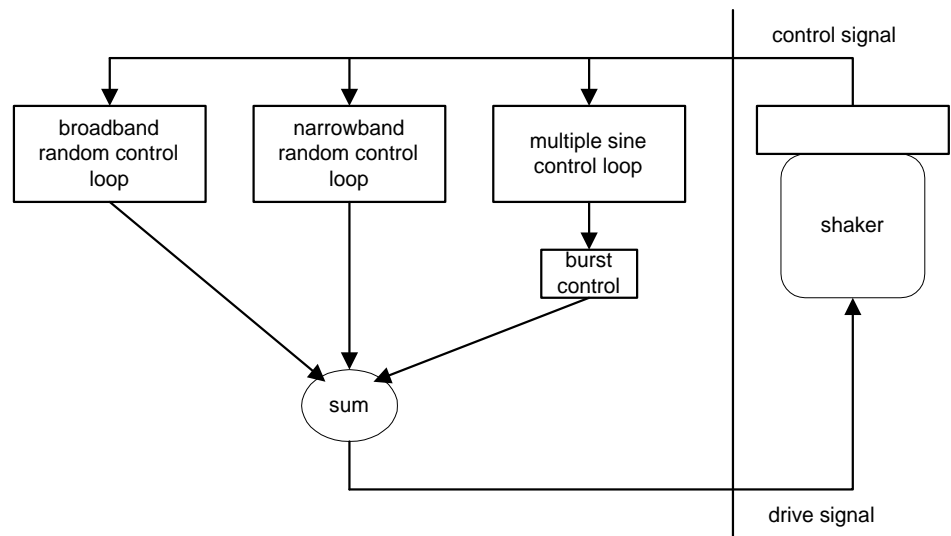 control signal
broadband
random control
loop
narrowband
random control
loop
multiple sine
control loop
shaker
burst
control
sum
drive signal